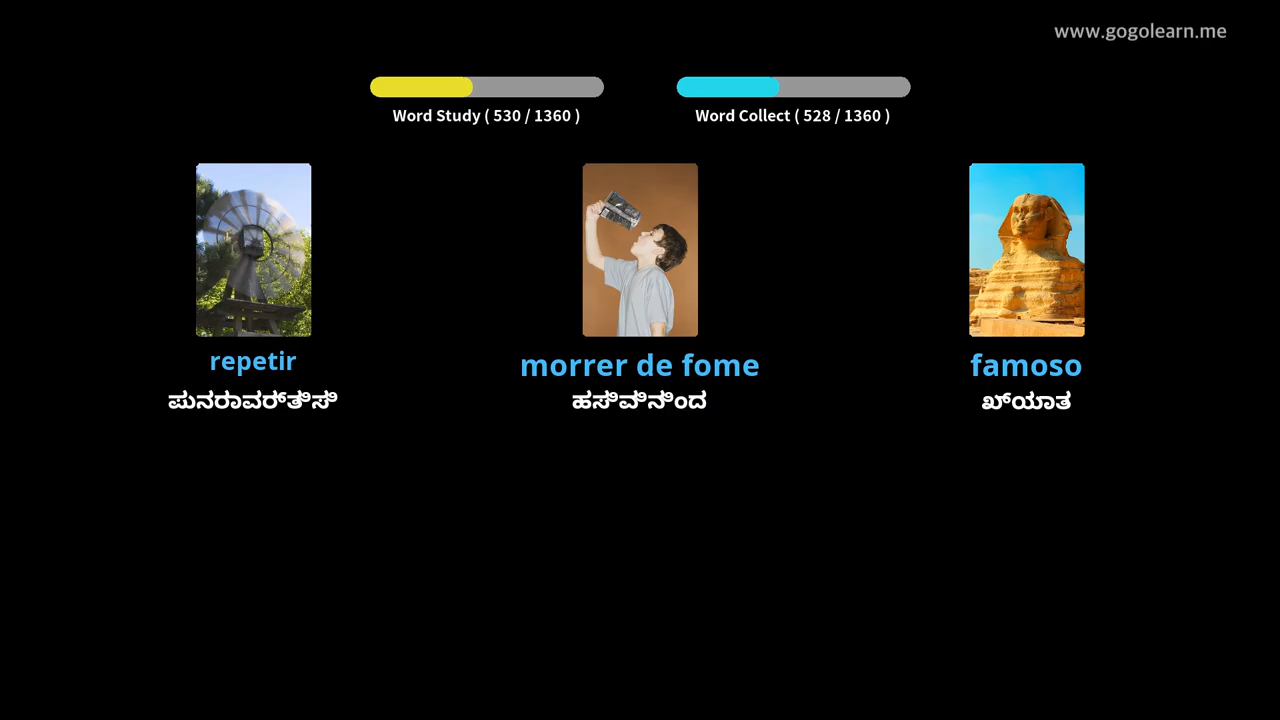 www.gogolearn.me
Word Study ( 530 / 1360 )
Word Collect ( 528 / 1360 )
repetir
morrer de fome
famoso
ಪುನರಾವರ್ತಿಸಿ
ಹಸಿವಿನಿಂದ
ಖ್ಯಾತ